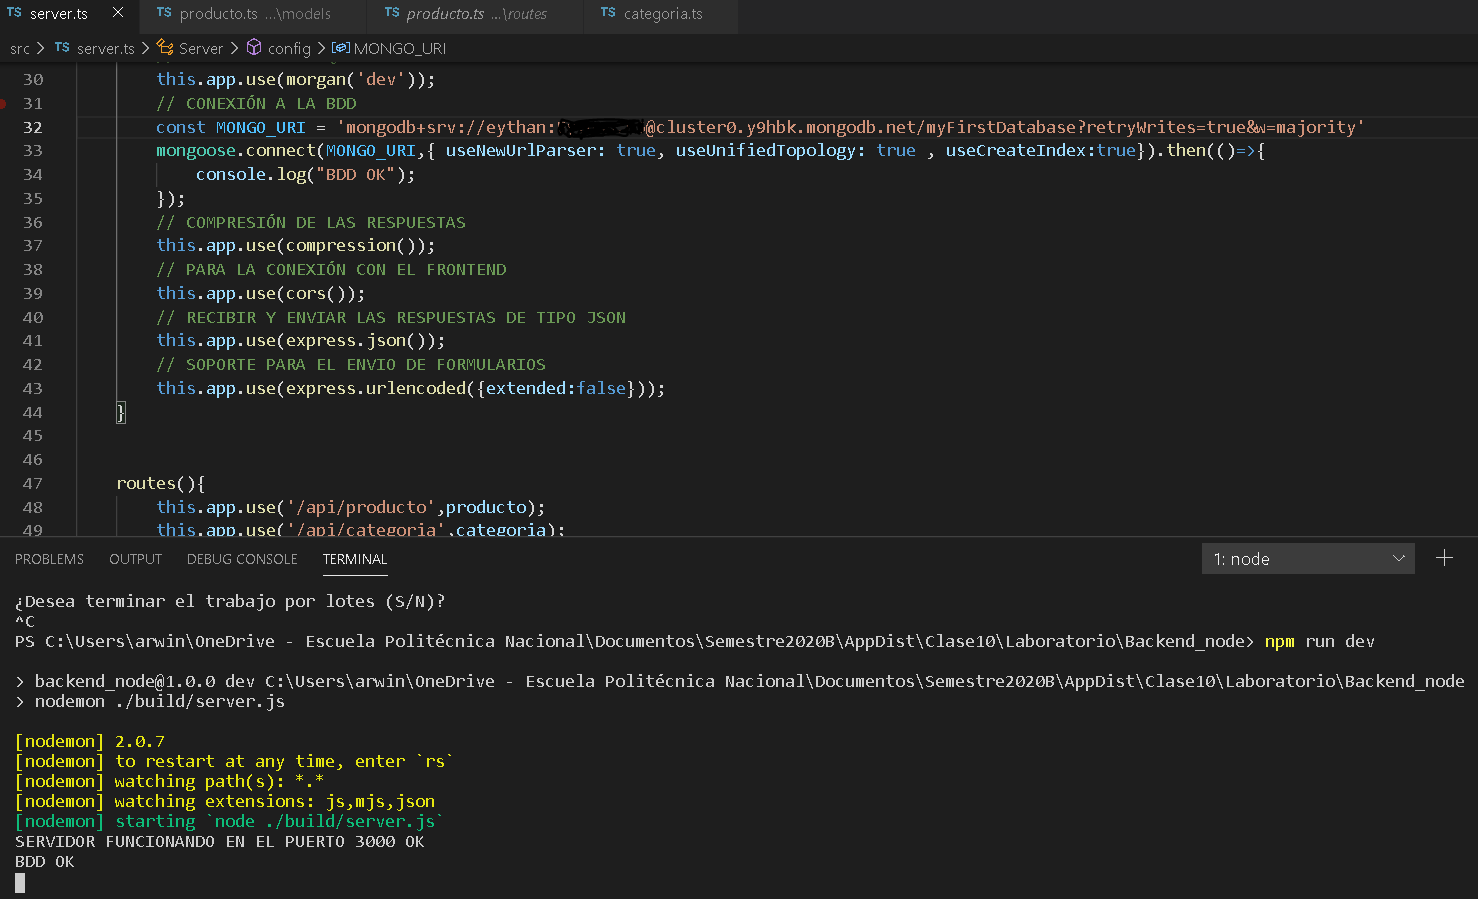 TS server.ts × TS producto.ts ...\models TS producto.ts ...\routes TS categoria.ts
src > TS server.ts > Server > config > MONGO_URI
30 this.app.use(morgan('dev'));
31 // CONEXIÓN A LA BDD
32 const MONGO_URI = 'mongodb+srv://eythan: @cluster0.y9hbk.mongodb.net/myFirstDatabase?retryWrites=true&w=majority'
33 mongoose.connect(MONGO_URI,{ useNewUrlParser: true, useUnifiedTopology: true , useCreateIndex:true}).then(()=>{
34 console.log("BDD OK");
35 });
36 // COMPRESIÓN DE LAS RESPUESTAS
37 this.app.use(compression());
38 // PARA LA CONEXIÓN CON EL FRONTEND
39 this.app.use(cors());
40 // RECIBIR Y ENVIAR LAS RESPUESTAS DE TIPO JSON
41 this.app.use(express.json());
42 // SOPORTE PARA EL ENVIO DE FORMULARIOS
43 this.app.use(express.urlencoded({extended:false}));
44 }
45
46
47 routes(){
48 this.app.use('/api/producto',producto);
49 this.app.use('/api/categoria',categoria);
PROBLEMS OUTPUT DEBUG CONSOLE TERMINAL 1: node
¿Desea terminar el trabajo por lotes (S/N)?
^C
PS C:\Users\arwin\OneDrive - Escuela Politécnica Nacional\Documentos\Semestre2020B\AppDist\Clase10\Laboratorio\Backend_node> npm run dev
> backend_node@1.0.0 dev C:\Users\arwin\OneDrive - Escuela Politécnica Nacional\Documentos\Semestre2020B\AppDist\Clase10\Laboratorio\Backend_node
> nodemon ./build/server.js
[nodemon] 2.0.7
[nodemon] to restart at any time, enter `rs`
[nodemon] watching path(s): *.*
[nodemon] watching extensions: js,mjs,json
[nodemon] starting `node ./build/server.js`
SERVIDOR FUNCIONANDO EN EL PUERTO 3000 OK
BDD OK